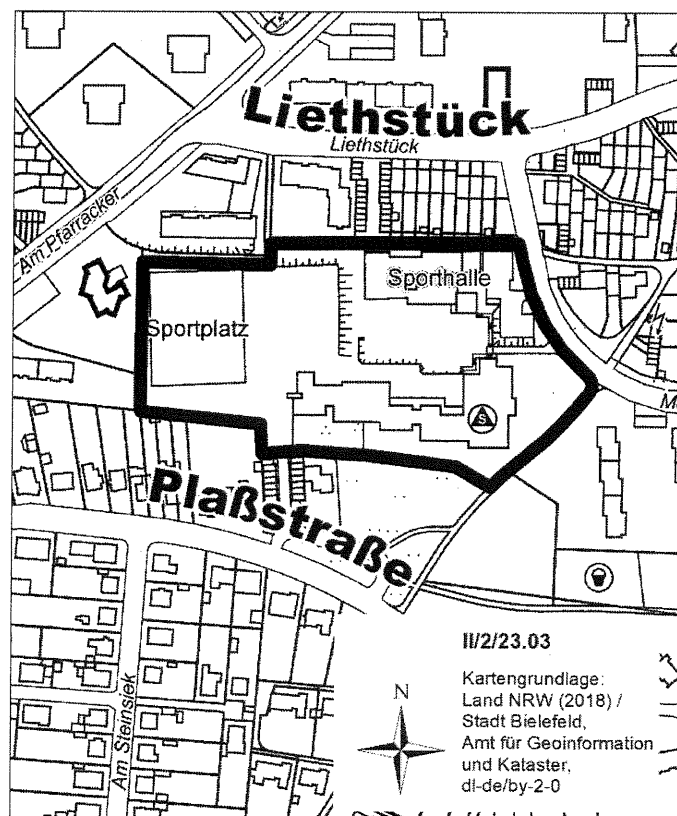 Liethstück
Liethstück
Am Pfarracker
Sporthalle
Sportplatz
S
M
Plaßstraße
Am Steinsiek
II/2/23.03
N
Kartengrundlage:
Land NRW (2018) /
Stadt Bielefeld,
Amt für Geoinformation
und Kataster,
dl-de/by-2-0